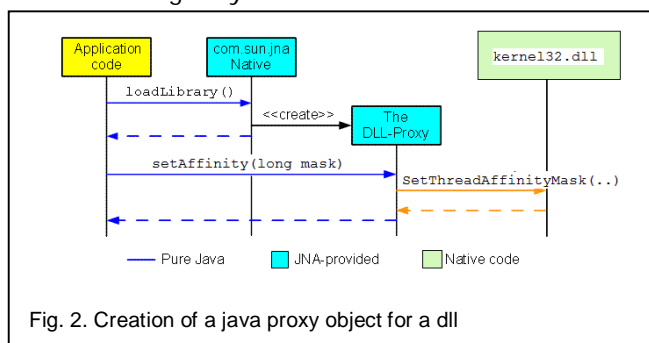 Application
code
com.sun.jna
Native
kernel32.dll
loadLibrary()
<<create>>
The
DLL-Proxy
setAffinity(long mask)
SetThreadAffinityMask(..)
Pure Java
JNA-provided
Native code
Fig. 2. Creation of a java proxy object for a dll